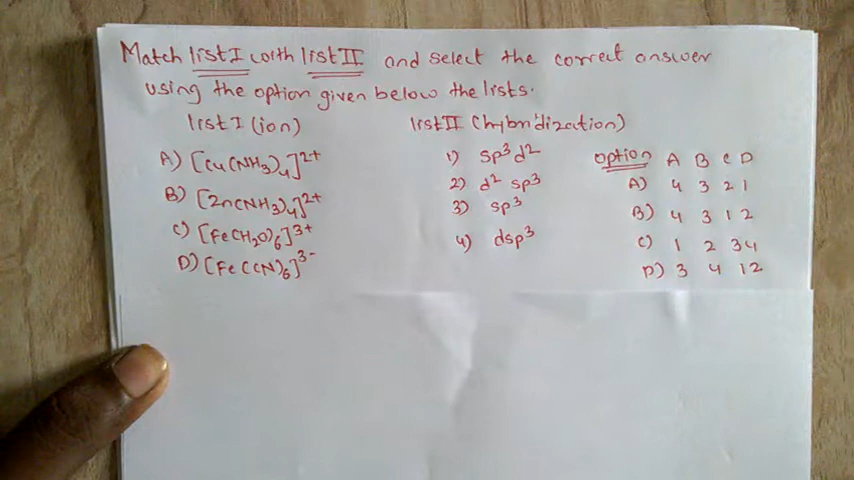 Match list I with list II and select the correct answer
using the option given below the lists.
list I (ion) list II (hybridization)
A) [Cu(NH3)4]2+ 1) sp3d2 option A B C D
B) [Zn(NH3)4]2+ 2) d2 sp3 A) 4 3 2 1
C) [Fe(H2O)6]3+ 3) sp3 B) 4 3 1 2
D) [Fe(CN)6]3- 4) dsp3 C) 1 2 3 4
D) 3 4 1 2